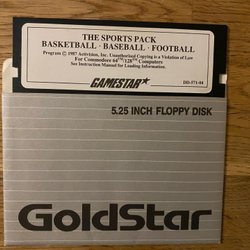 THE SPORTS PACK
BASKETBALL · BASEBALL · FOOTBALL
Program © 1987 Activision, Inc. Unauthorized Copying is a Violation of Law
For Commodore 64™/128™ Computers
See Instruction Manual for Loading Information.
GAMESTAR★
DD-571-04
5.25 INCH FLOPPY DISK
GoldStar